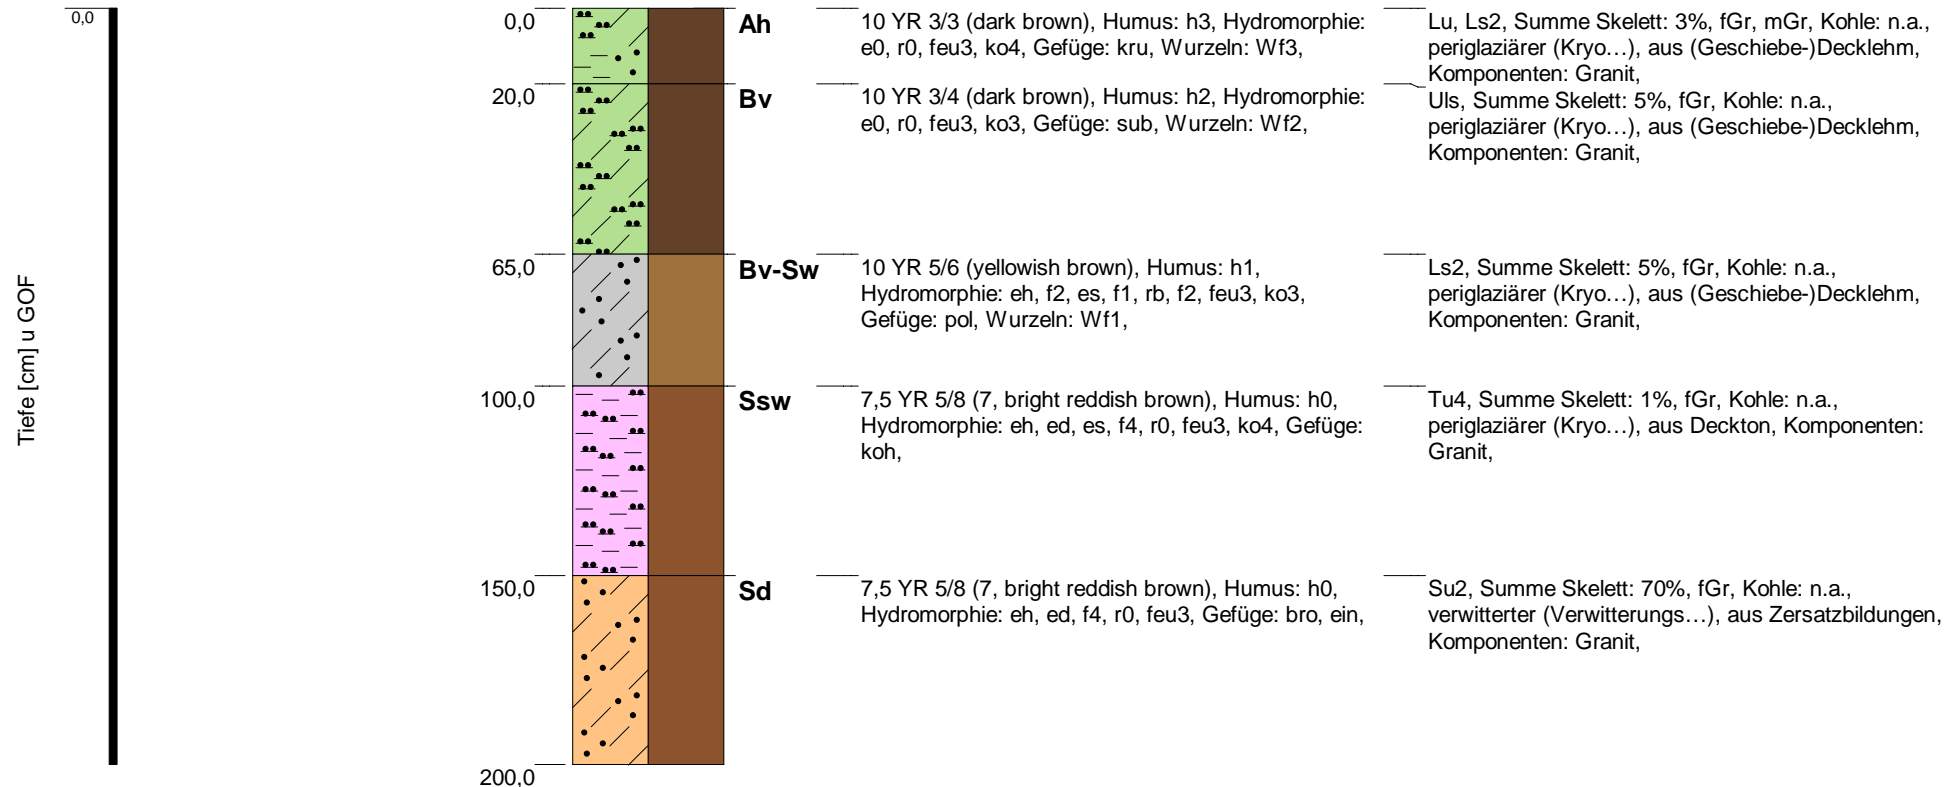 0,0
Tiefe [cm] u GOF
0,0
Ah
10 YR 3/3 (dark brown), Humus: h3, Hydromorphie:
e0, r0, feu3, ko4, Gefüge: kru, Wurzeln: Wf3,
Lu, Ls2, Summe Skelett: 3%, fGr, mGr, Kohle: n.a.,
periglaziärer (Kryo…), aus (Geschiebe-)Decklehm,
Komponenten: Granit,
20,0
Bv
10 YR 3/4 (dark brown), Humus: h2, Hydromorphie:
e0, r0, feu3, ko3, Gefüge: sub, Wurzeln: Wf2,
Uls, Summe Skelett: 5%, fGr, Kohle: n.a.,
periglaziärer (Kryo…), aus (Geschiebe-)Decklehm,
Komponenten: Granit,
65,0
Bv-Sw
10 YR 5/6 (yellowish brown), Humus: h1,
Hydromorphie: eh, f2, es, f1, rb, f2, feu3, ko3,
Gefüge: pol, Wurzeln: Wf1,
Ls2, Summe Skelett: 5%, fGr, Kohle: n.a.,
periglaziärer (Kryo…), aus (Geschiebe-)Decklehm,
Komponenten: Granit,
100,0
Ssw
7,5 YR 5/8 (7, bright reddish brown), Humus: h0,
Hydromorphie: eh, ed, es, f4, r0, feu3, ko4, Gefüge:
koh,
Tu4, Summe Skelett: 1%, fGr, Kohle: n.a.,
periglaziärer (Kryo…), aus Deckton, Komponenten:
Granit,
150,0
Sd
7,5 YR 5/8 (7, bright reddish brown), Humus: h0,
Hydromorphie: eh, ed, f4, r0, feu3, Gefüge: bro, ein,
Su2, Summe Skelett: 70%, fGr, Kohle: n.a.,
verwitterter (Verwitterungs…), aus Zersatzbildungen,
Komponenten: Granit,
200,0